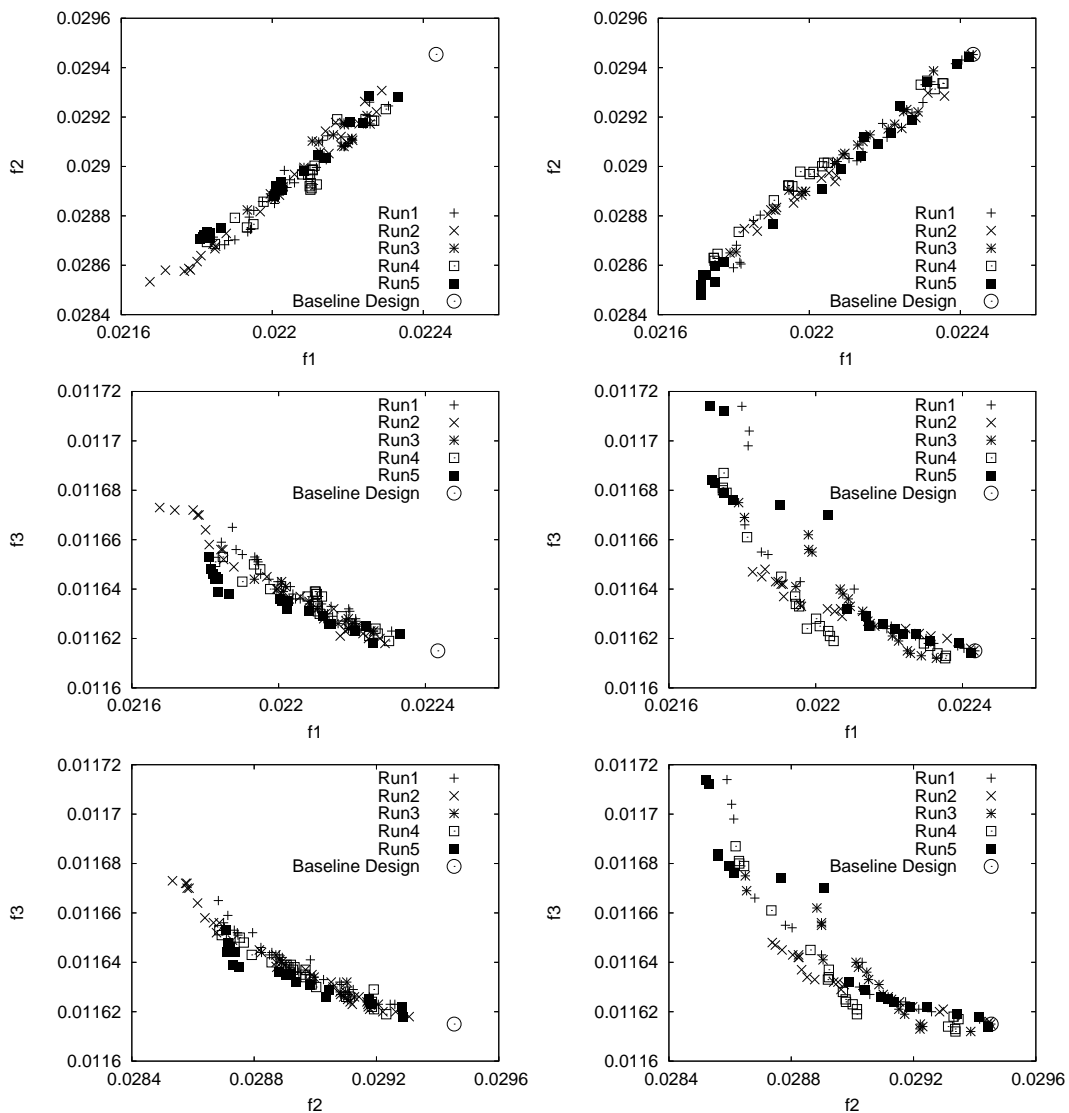 0.0296
0.0294
0.0292
0.029
0.0288
0.0286
0.0284
f2
Run1
Run2
Run3
Run4
Run5
Baseline Design
0.0216
0.022
0.0224
f1
0.0296
0.0294
0.0292
0.029
0.0288
0.0286
0.0284
f2
Run1
Run2
Run3
Run4
Run5
Baseline Design
0.0216
0.022
0.0224
f1
0.01172
0.0117
0.01168
0.01166
0.01164
0.01162
0.0116
f3
Run1
Run2
Run3
Run4
Run5
Baseline Design
0.0216
0.022
0.0224
f1
0.01172
0.0117
0.01168
0.01166
0.01164
0.01162
0.0116
f3
Run1
Run2
Run3
Run4
Run5
Baseline Design
0.0216
0.022
0.0224
f1
0.01172
0.0117
0.01168
0.01166
0.01164
0.01162
0.0116
f3
Run1
Run2
Run3
Run4
Run5
Baseline Design
0.0284
0.0288
0.0292
0.0296
f2
0.01172
0.0117
0.01168
0.01166
0.01164
0.01162
0.0116
f3
Run1
Run2
Run3
Run4
Run5
Baseline Design
0.0284
0.0288
0.0292
0.0296
f2